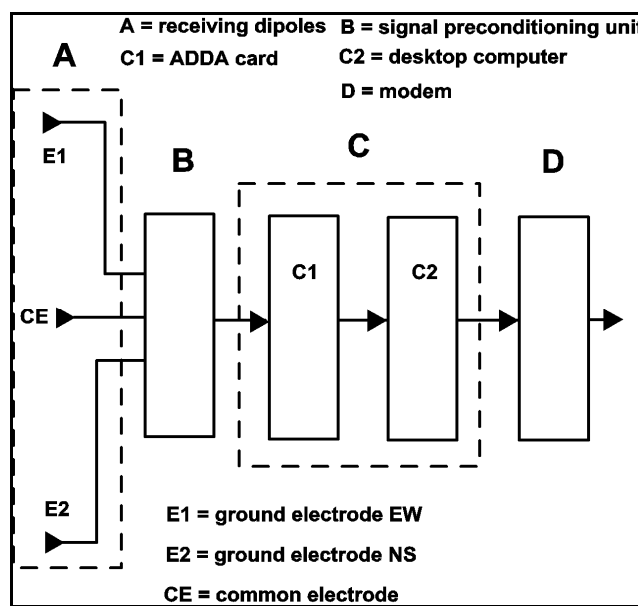 A = receiving dipoles B = signal preconditioning unit
C1 = ADDA card C2 = desktop computer
D = modem
A
B
C
D
E1
C1
C2
CE
E2
E1 = ground electrode EW
E2 = ground electrode NS
CE = common electrode